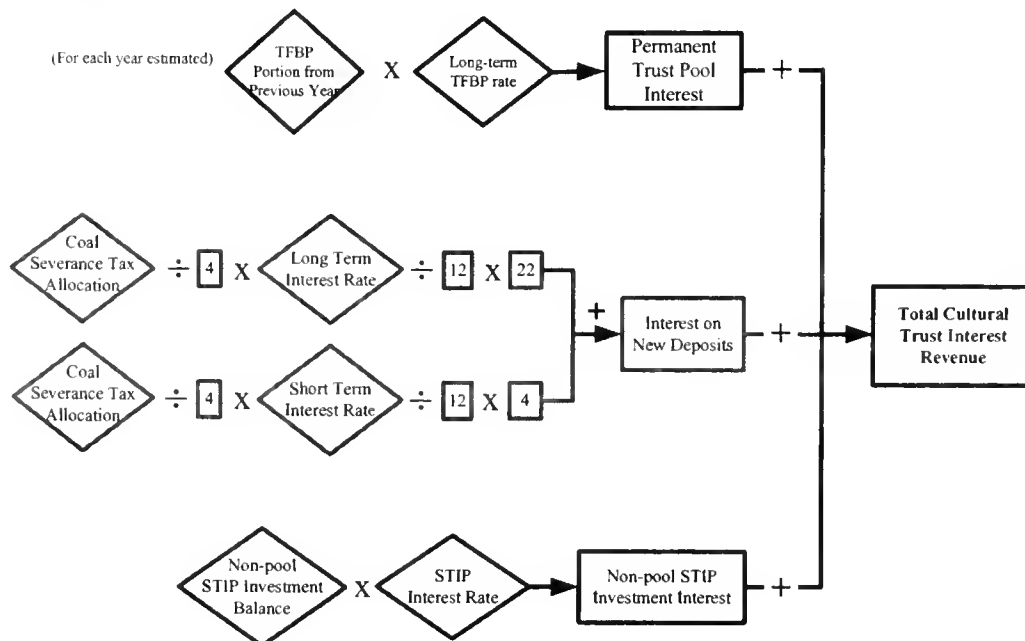 (For each year estimated)
TFBP
Portion from
Previous Year
X
Long-term
TFBP rate
Permanent
Trust Pool
Interest
+
Coal
Severance Tax
Allocation
÷
4
X
Long Term
Interest Rate
÷
12
X
22
+
Interest on
New Deposits
+
Total Cultural
Trust Interest
Revenue
Coal
Severance Tax
Allocation
÷
4
X
Short Term
Interest Rate
÷
12
X
4
Non-pool
STIP Investment
Balance
X
STIP
Interest Rate
Non-pool STIP
Investment Interest
+